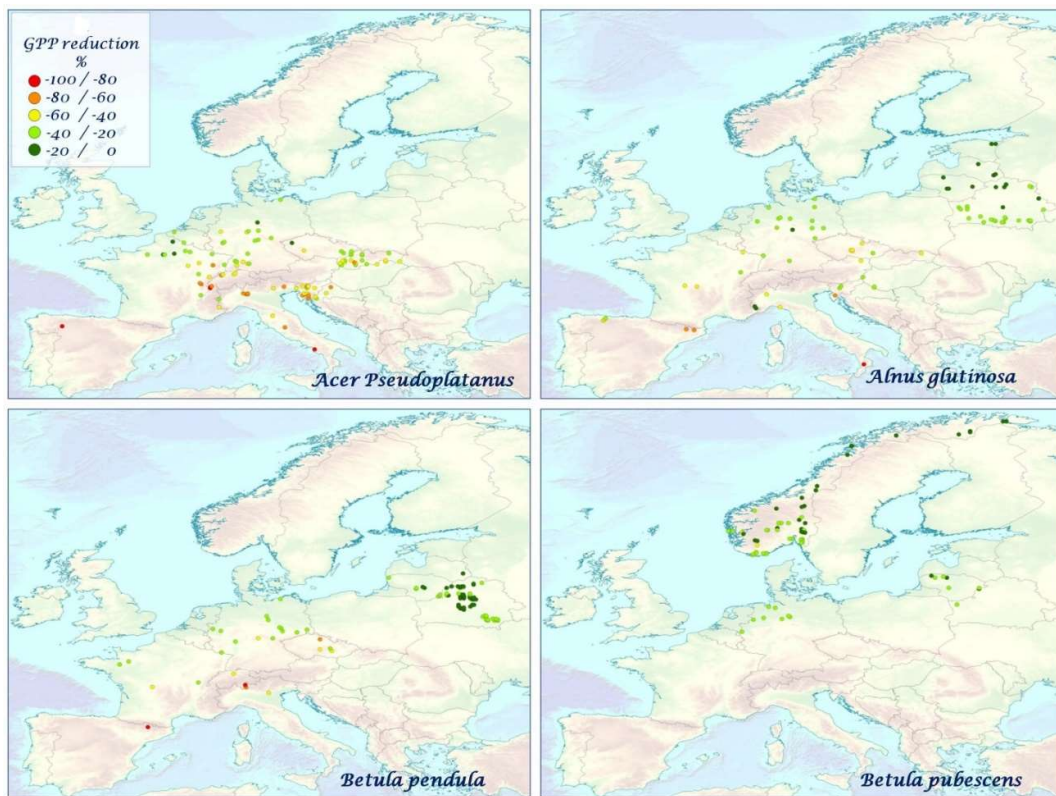 GPP reduction
%
-100 / -80
-80 / -60
-60 / -40
-40 / -20
-20 / 0
Acer Pseudoplatanus
Alnus glutinosa
Betula pendula
Betula pubescens